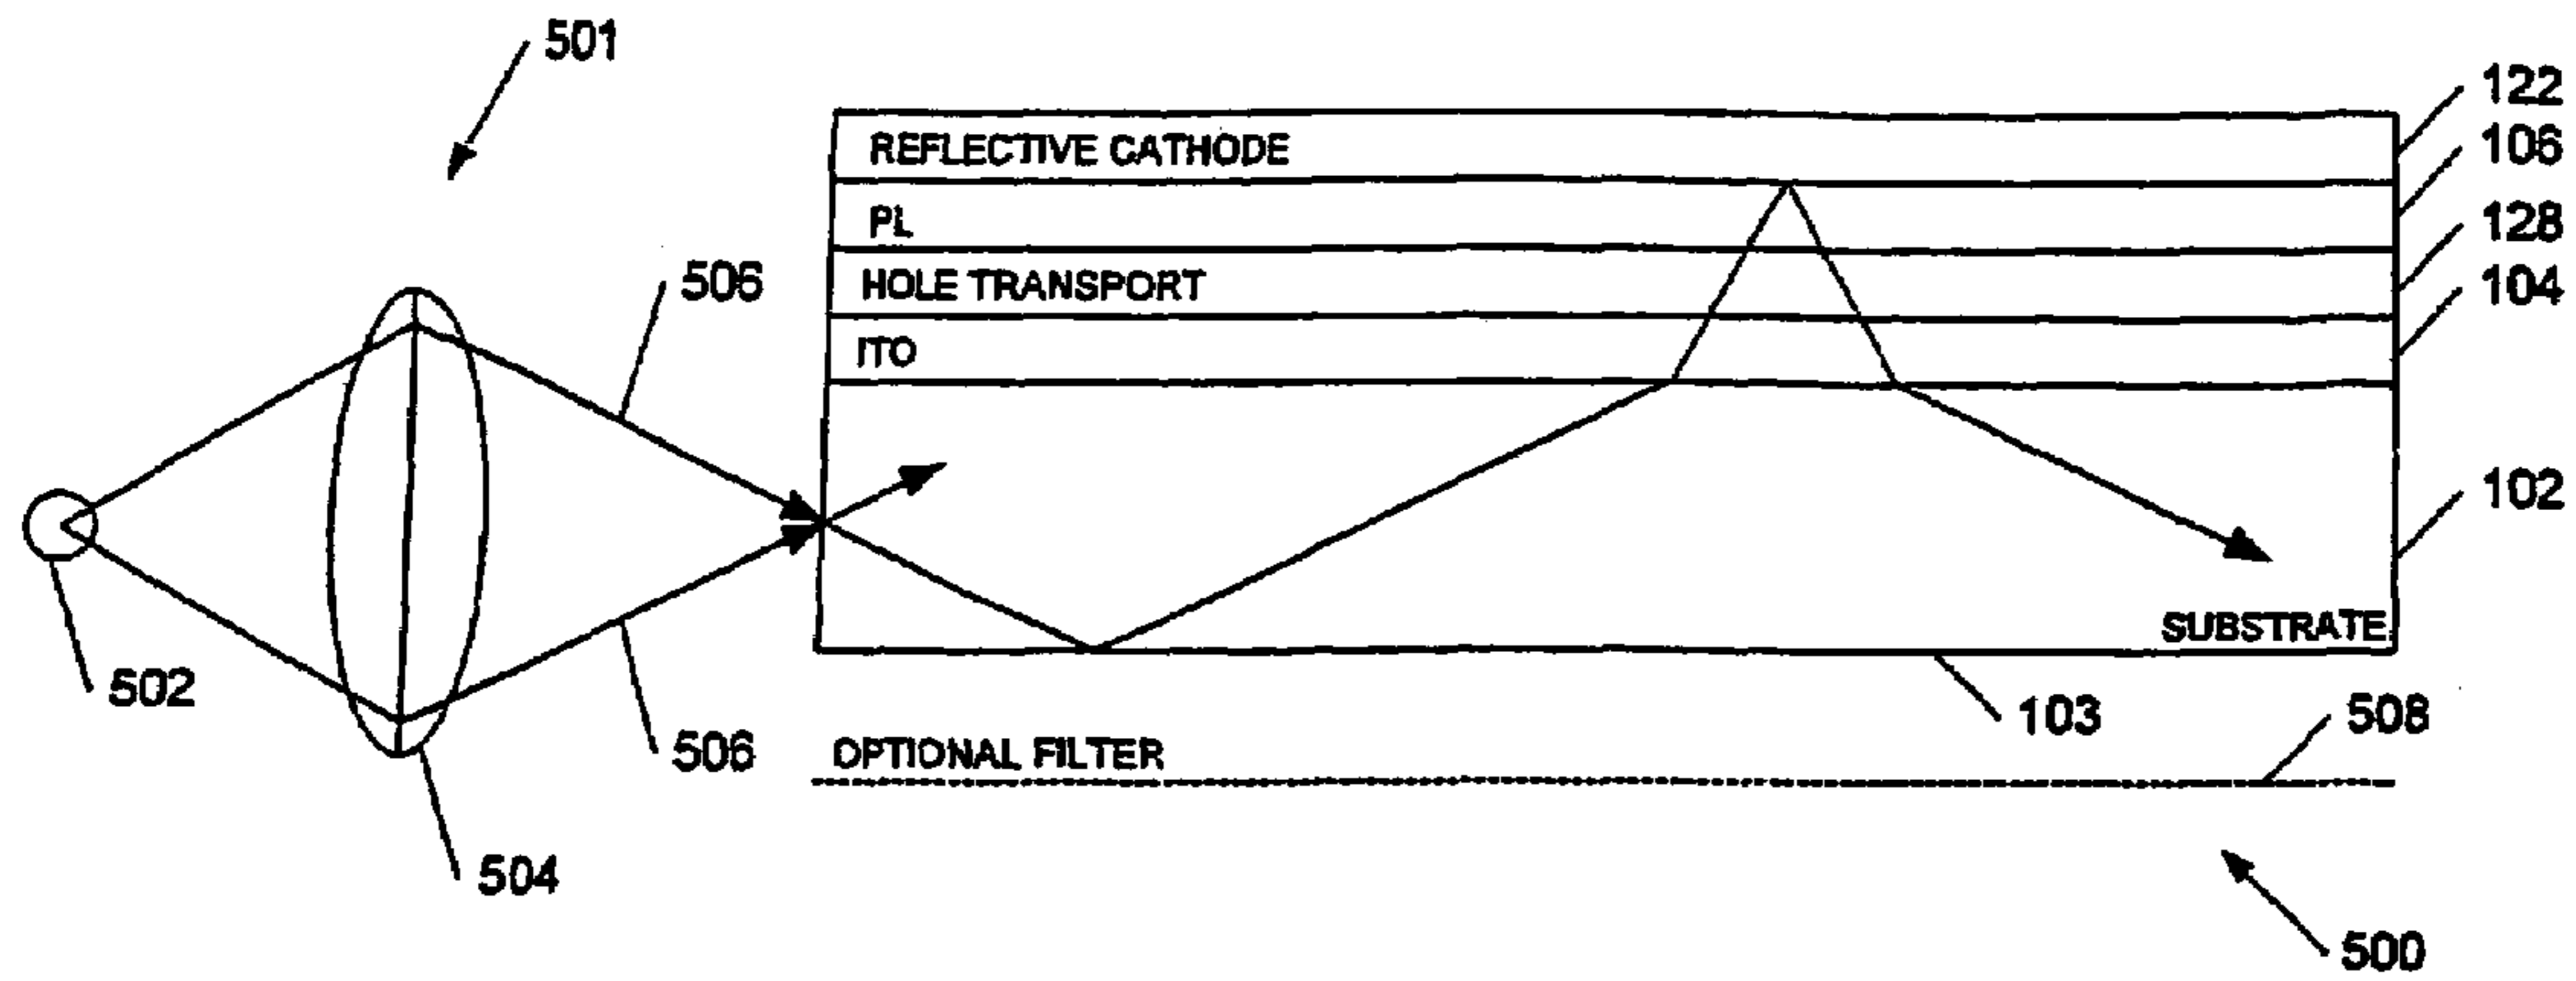 501
122
REFLECTIVE CATHODE
106
PL
128
506
HOLE TRANSPORT
104
ITO
102
SUBSTRATE
502
103
508
506
OPTIONAL FILTER
504
500